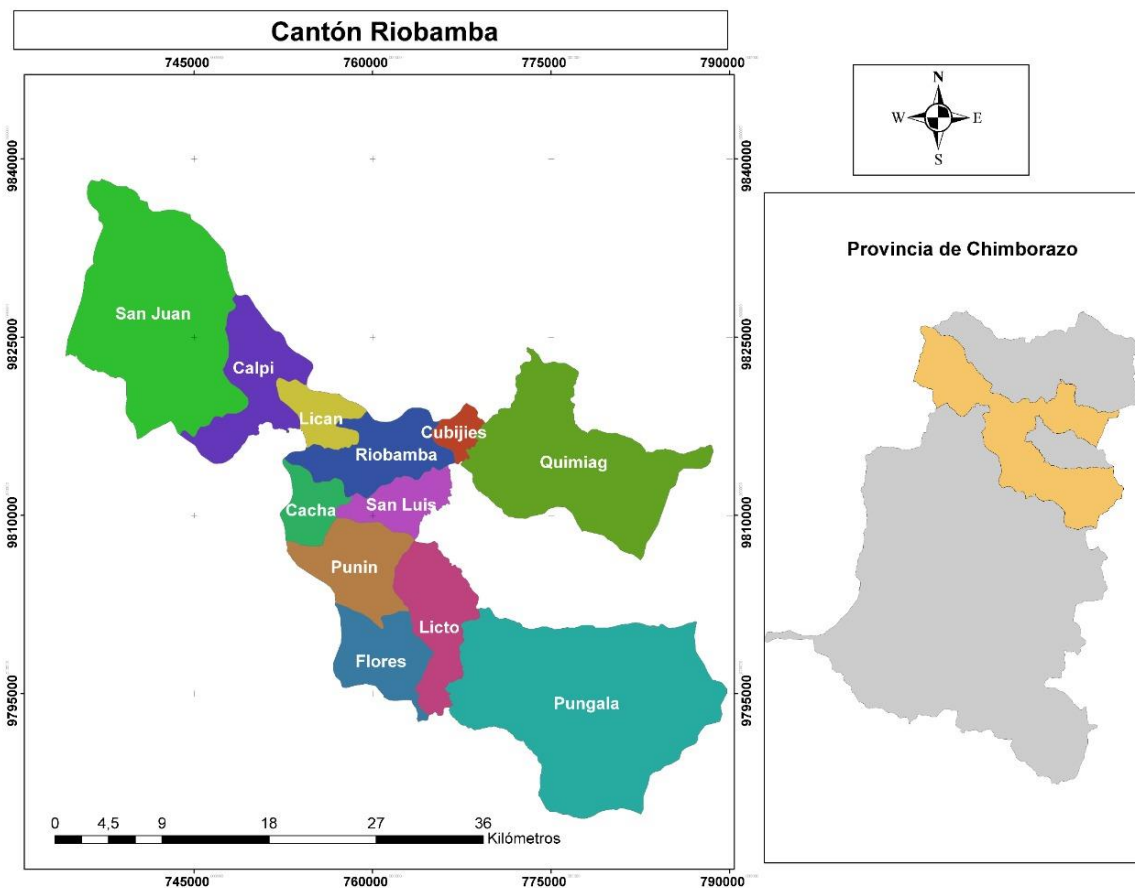 Cantón Riobamba
745000 760000 775000 790000
N
W E
S
9840000 9840000
Provincia de Chimborazo
San Juan
9825000 9825000
Calpi
Lican
Cubijies
Riobamba
Quimiag
San Luis
Cacha
9810000 9810000
Punin
Licto
Flores
Pungala
9795000 9795000
0 4,5 9 18 27 36
Kilómetros
745000 760000 775000 790000